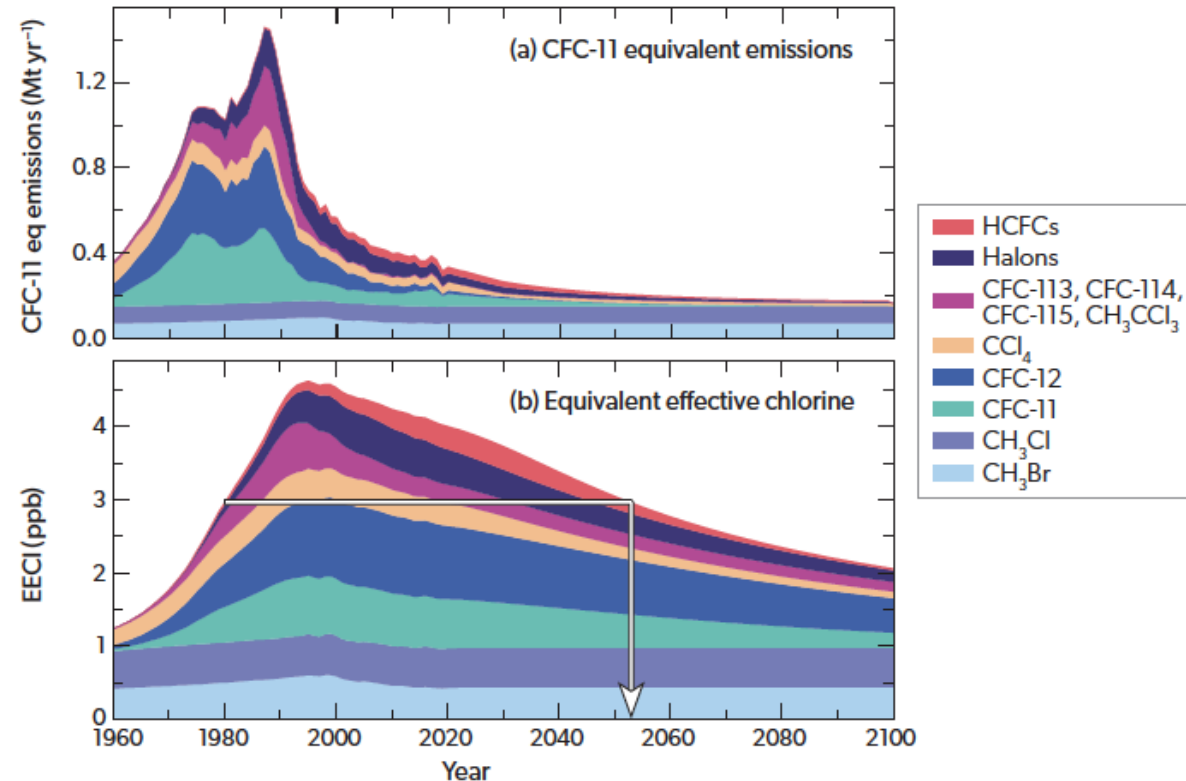 (a) CFC-11 equivalent emissions
CFC-11 eq emissions (Mt yr⁻¹)
1.2
0.8
0.4
0.0
(b) Equivalent effective chlorine
EECl (ppb)
4
3
2
1
0
1960 1980 2000 2020 2040 2060 2080 2100
Year
HCFCs
Halons
CFC-113, CFC-114,
CFC-115, CH₃CCl₃
CCl₄
CFC-12
CFC-11
CH₃Cl
CH₃Br